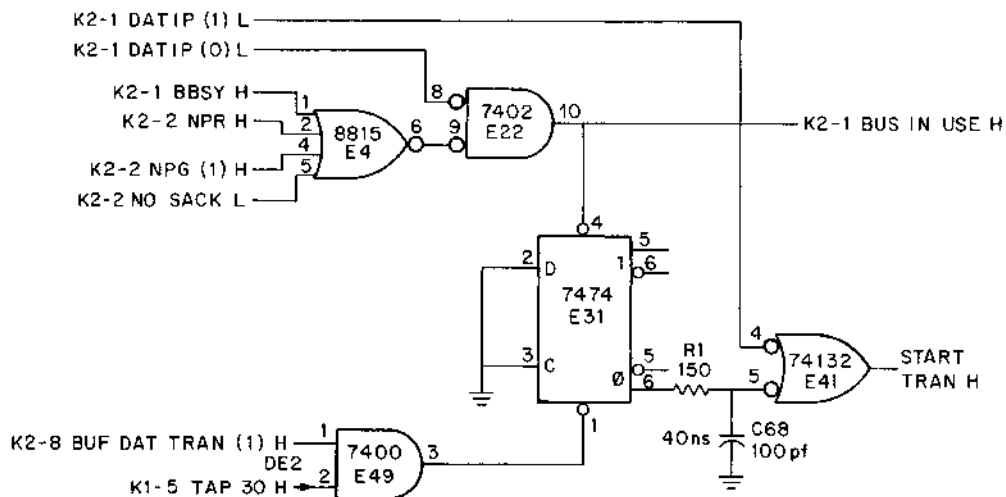 K2-1 DATIP (1) L
K2-1 DATIP (0) L
K2-1 BBSY H
K2-2 NPR H
K2-2 NPG (1) H
K2-2 NO SACK L
1
2
4
5
8815
E4
6
8
9
7402
E22
10
K2-1 BUS IN USE H
4
2
D
3
C
7474
E31
5
1
6
5
0
6
1
R1
150
40ns
C68
100pf
4
5
74132
E41
START
TRAN H
K2-8 BUF DAT TRAN (1) H
DE2
K1-5 TAP 30 H
1
2
7400
E49
3